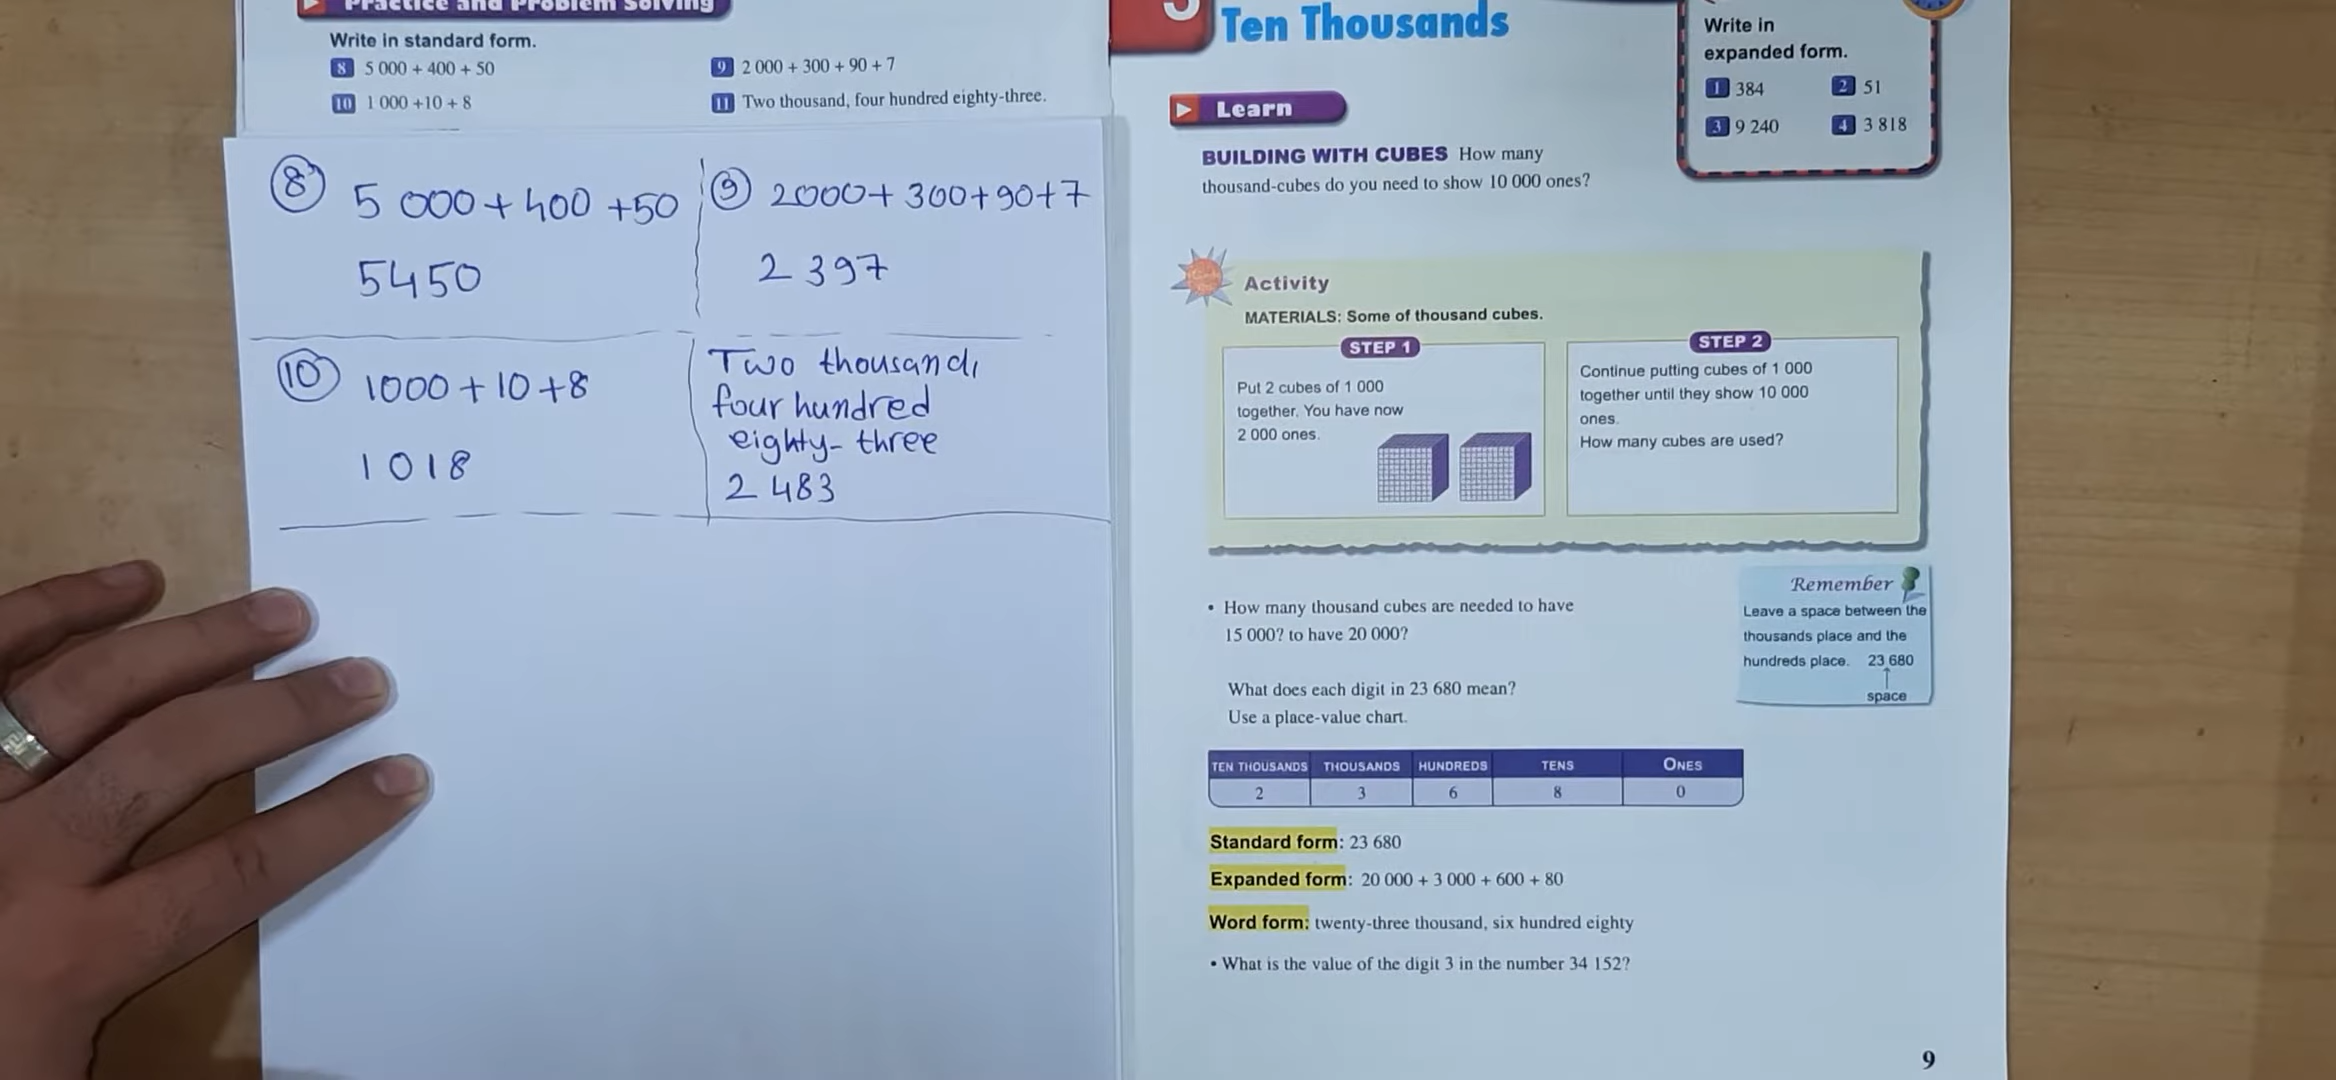 Practice and Problem Solving
Write in standard form.
8 5 000 + 400 + 50
9 2 000 + 300 + 90 + 7
10 1 000 +10 + 8
11 Two thousand, four hundred eighty-three.
8 5 000 + 400 + 50
5450
9 2000 + 300 + 90 + 7
2 397
10 1000 + 10 + 8
1018
Two thousand,
four hundred
eighty- three
2 483
Ten Thousands
Write in
expanded form.
1 384
2 51
3 9 240
4 3 818
Learn
BUILDING WITH CUBES How many
thousand-cubes do you need to show 10 000 ones?
Activity
MATERIALS: Some of thousand cubes.
STEP 1
Put 2 cubes of 1 000
together. You have now
2 000 ones.
STEP 2
Continue putting cubes of 1 000
together until they show 10 000
ones.
How many cubes are used?
• How many thousand cubes are needed to have
15 000? to have 20 000?
Remember
Leave a space between the
thousands place and the
hundreds place. 23 680
space
What does each digit in 23 680 mean?
Use a place-value chart.
TEN THOUSANDS THOUSANDS HUNDREDS TENS ONES
2 3 6 8 0
Standard form: 23 680
Expanded form: 20 000 + 3 000 + 600 + 80
Word form: twenty-three thousand, six hundred eighty
• What is the value of the digit 3 in the number 34 152?
9